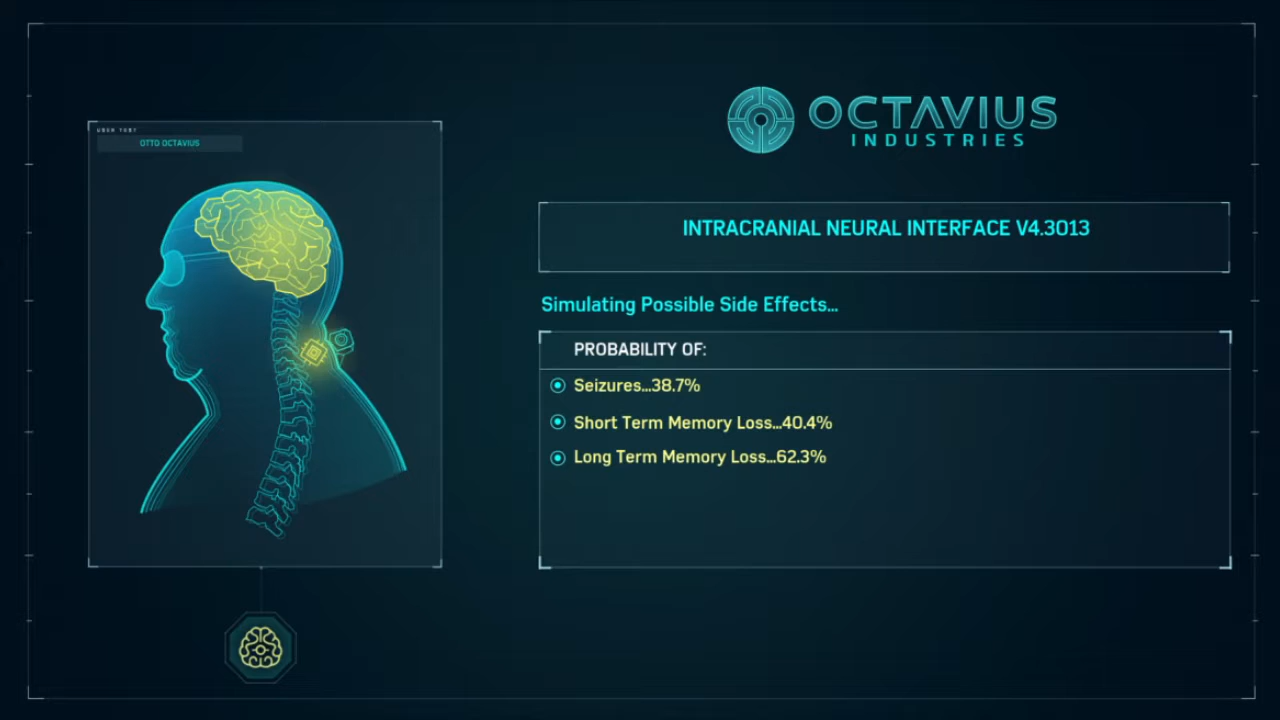 OTTO OCTAVIUS
OCTAVIUS
INDUSTRIES
INTRACRANIAL NEURAL INTERFACE V4.3013
Simulating Possible Side Effects...
PROBABILITY OF:
Seizures...38.7%
Short Term Memory Loss...40.4%
Long Term Memory Loss...62.3%